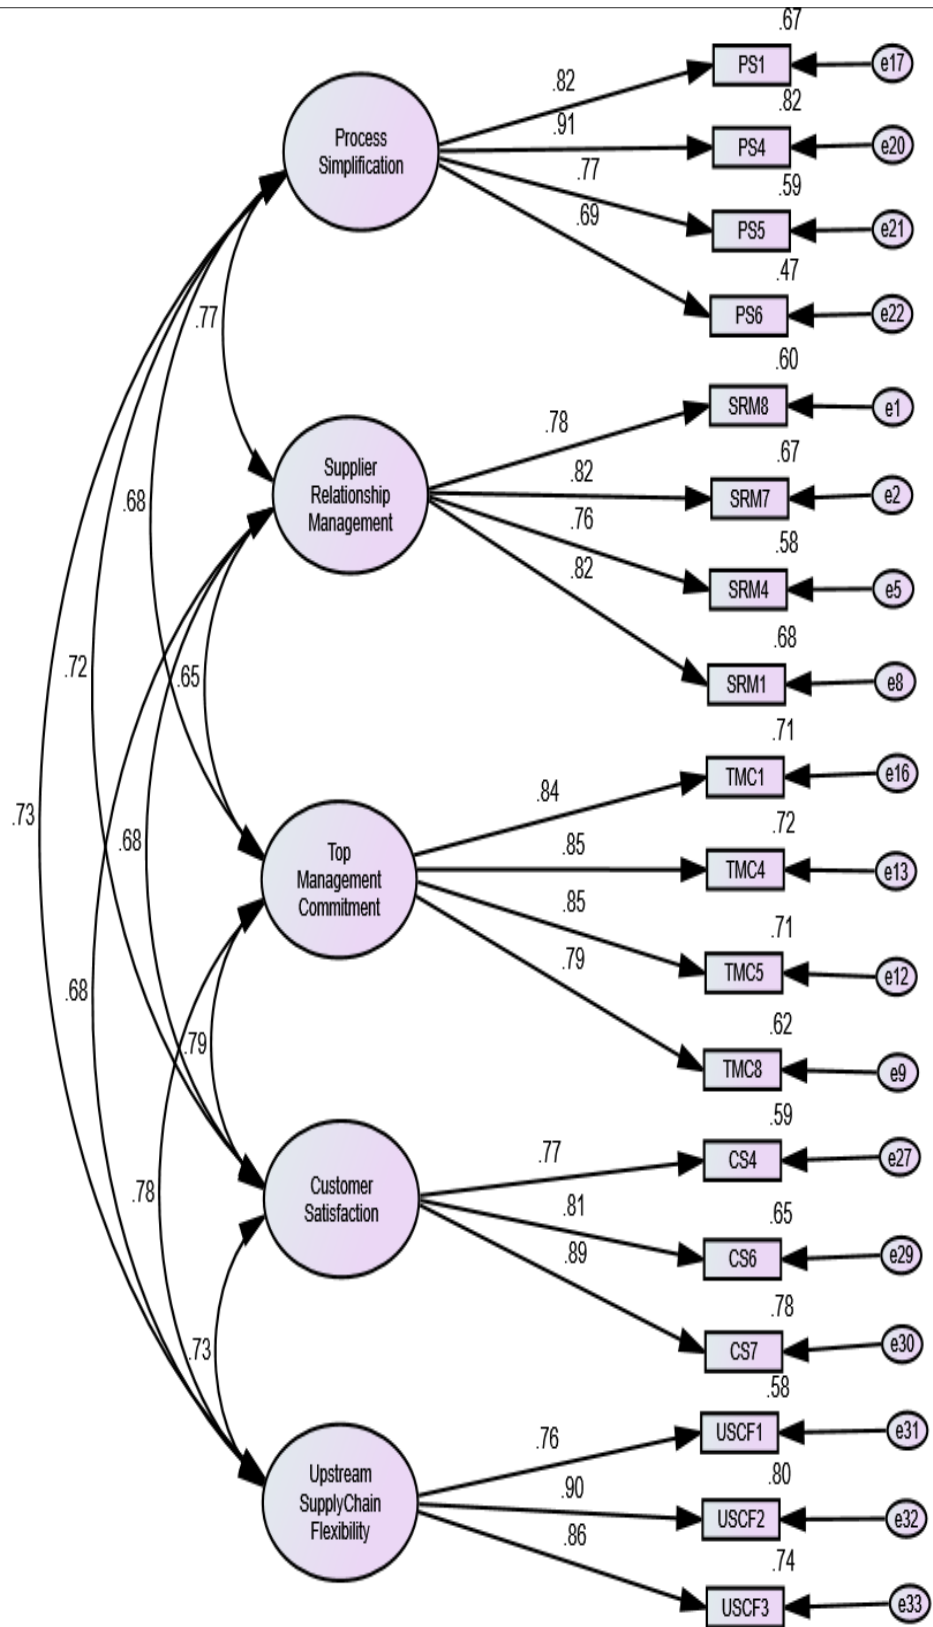 .67
PS1
e17
.82
.82
.91
PS4
e20
Process
Simplification
.77
.59
.69
PS5
e21
.47
PS6
e22
.77
.60
.78
SRM8
e1
Supplier
Relationship
Management
.67
.82
SRM7
e2
.68
.76
.58
.82
SRM4
e5
.68
SRM1
e8
.72
.65
.71
TMC1
e16
.84
.73
.68
Top
Management
Commitment
.85
.72
TMC4
e13
.85
.71
.79
TMC5
e12
.68
.79
.62
TMC8
e9
.59
.77
CS4
e27
.78
Customer
Satisfaction
.81
.65
.89
CS6
e29
.78
CS7
e30
.73
.58
USCF1
e31
.76
Upstream
SupplyChain
Flexibility
.90
.80
.86
USCF2
e32
.74
USCF3
e33